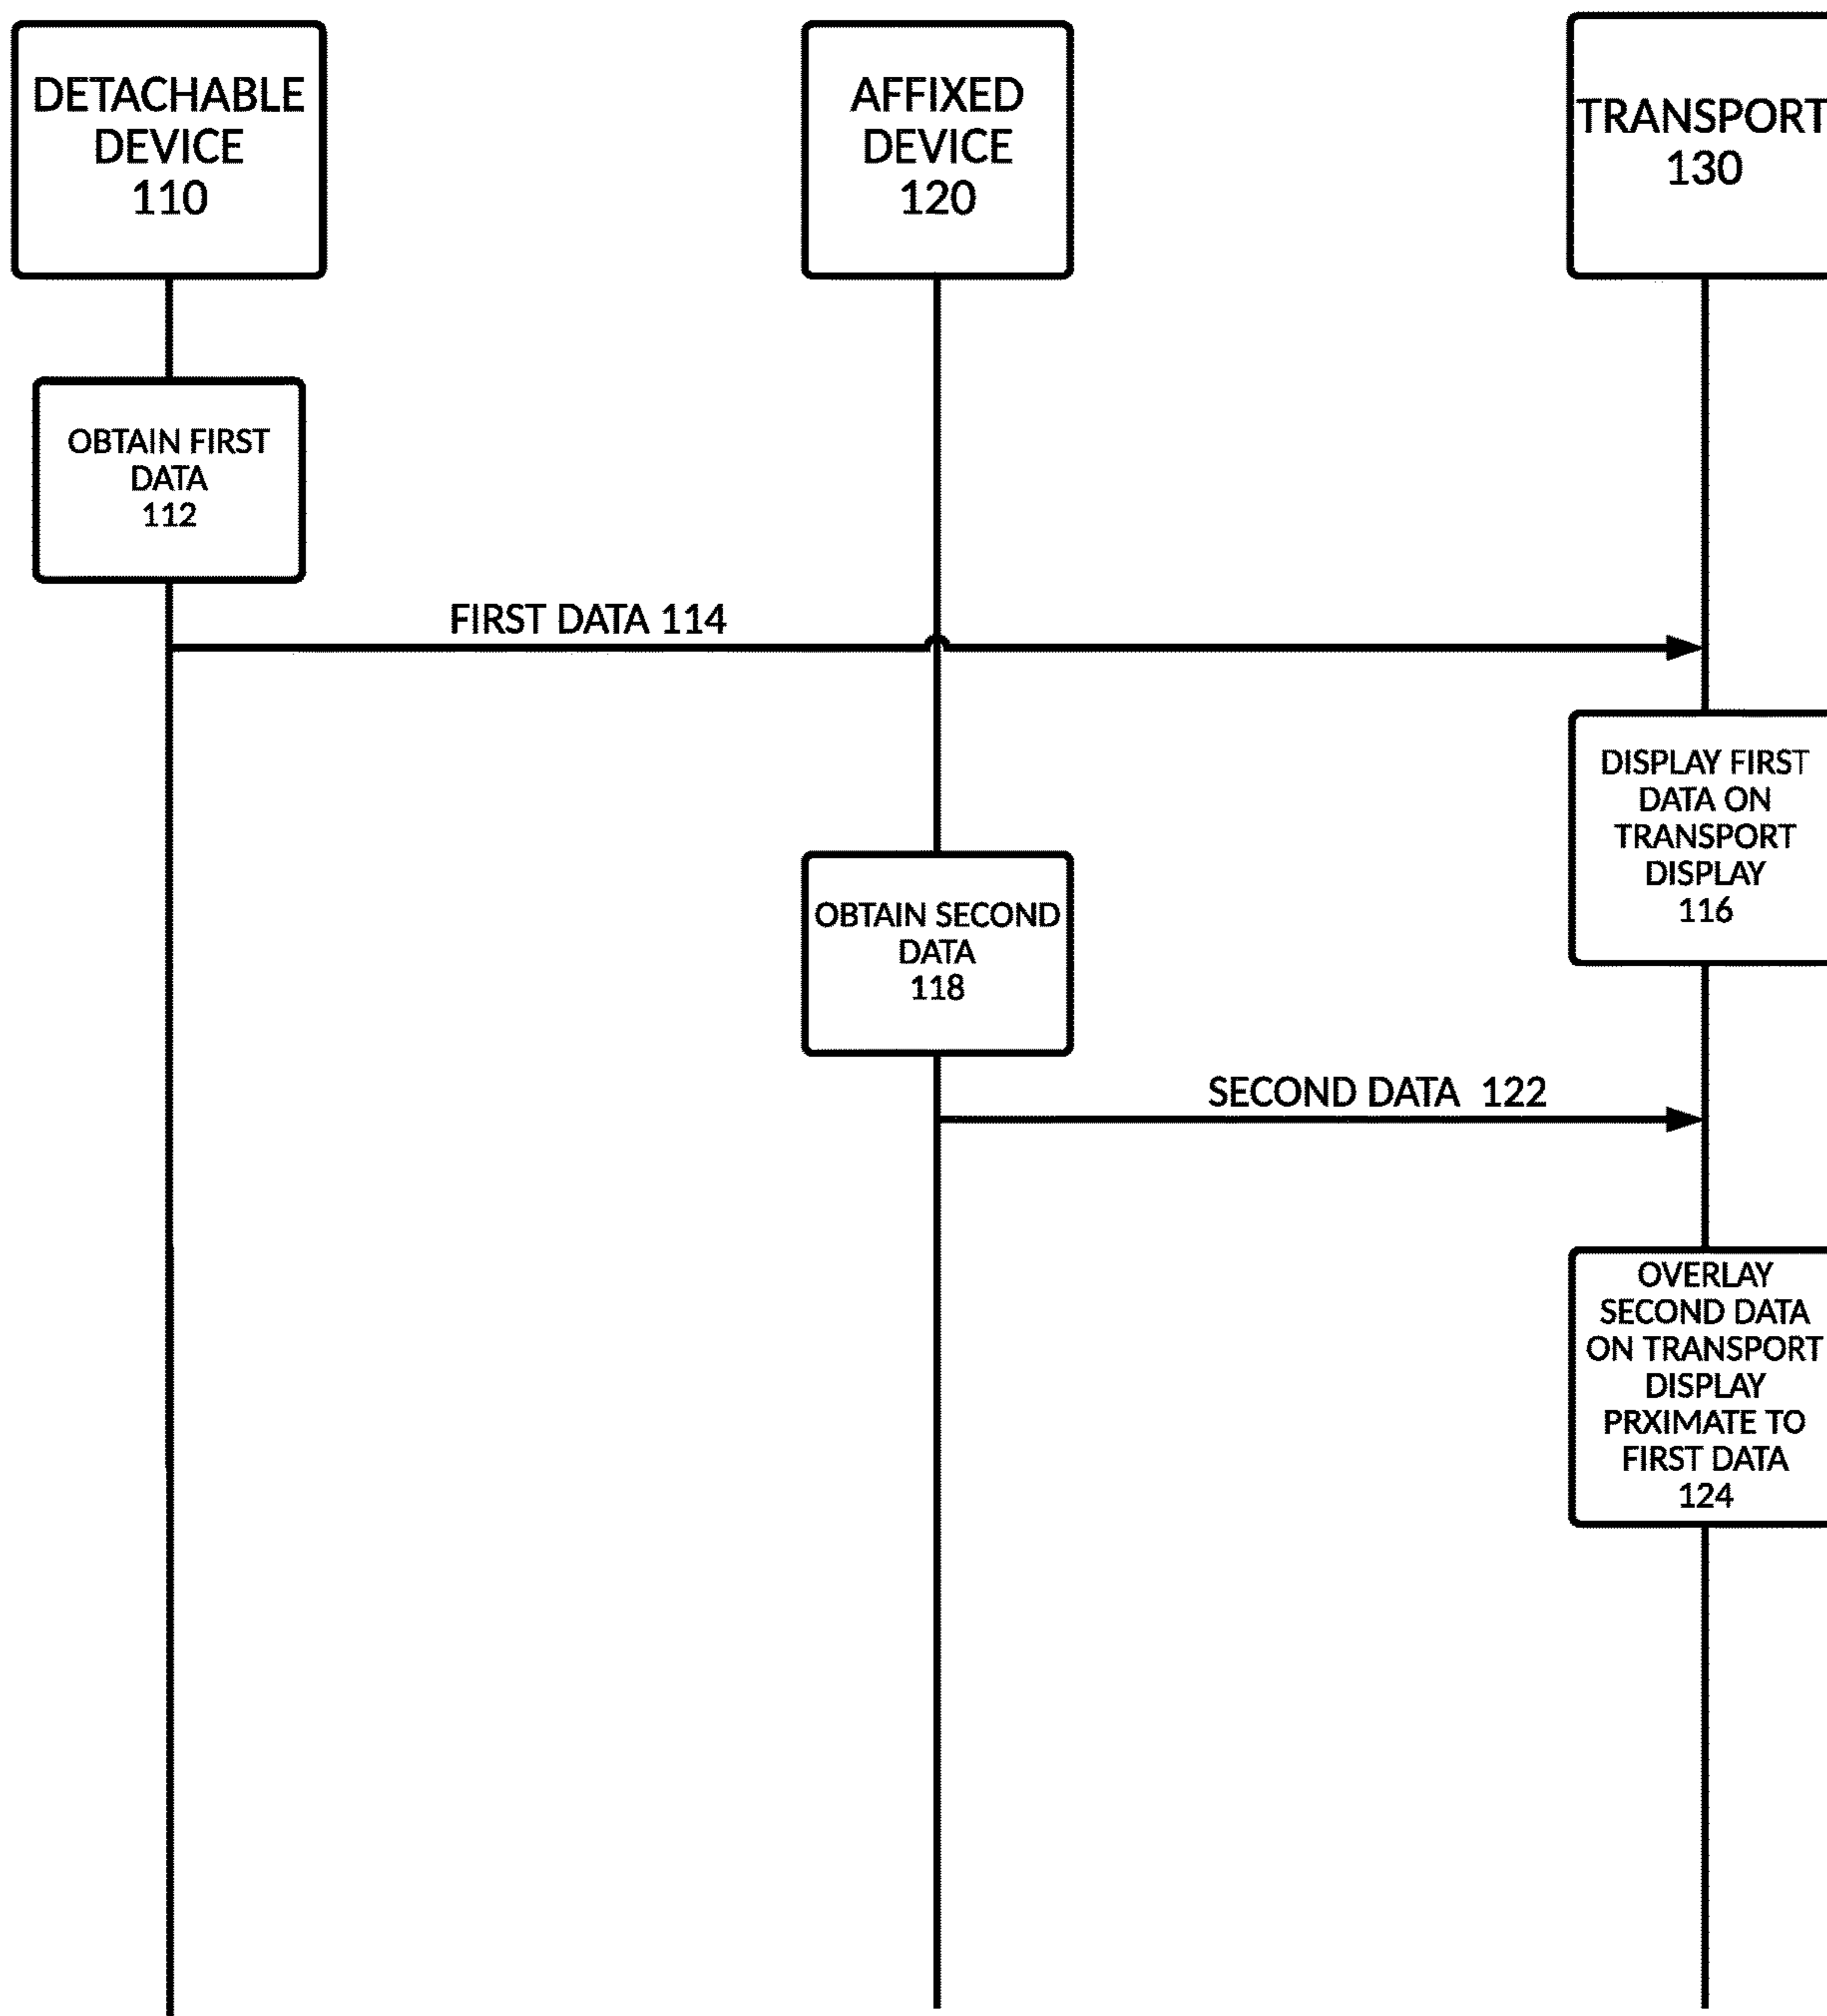 DETACHABLE
DEVICE
110
AFFIXED
DEVICE
120
TRANSPORT
130
OBTAIN FIRST
DATA
112
FIRST DATA 114
DISPLAY FIRST
DATA ON
TRANSPORT
DISPLAY
116
OBTAIN SECOND
DATA
118
SECOND DATA 122
OVERLAY
SECOND DATA
ON TRANSPORT
DISPLAY
PRXIMATE TO
FIRST DATA
124